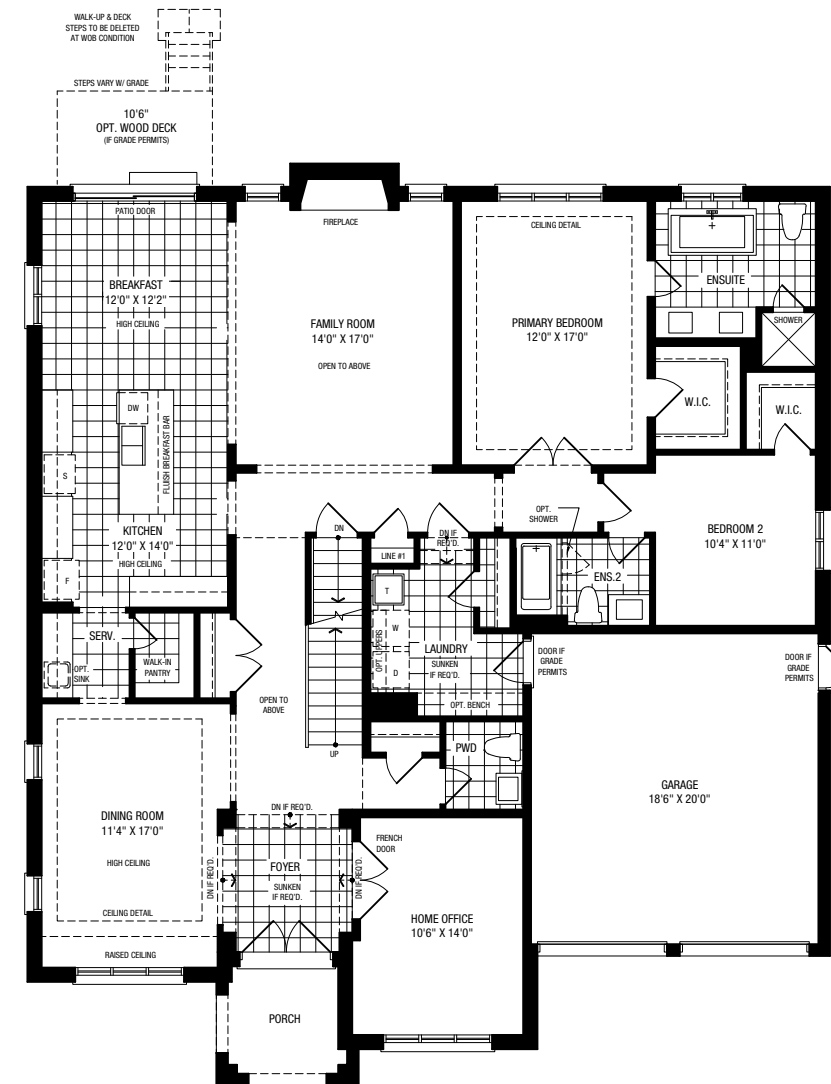 WALK-UP & DECK
STEPS TO BE DELETED
AT WOB CONDITION
STEPS VARY W/ GRADE
10'6"
OPT. WOOD DECK
(IF GRADE PERMITS)
PATIO DOOR
BREAKFAST
12'0" X 12'2"
HIGH CEILING
FIREPLACE
FAMILY ROOM
14'0" X 17'0"
OPEN TO ABOVE
CEILING DETAIL
PRIMARY BEDROOM
12'0" X 17'0"
ENSUITE
SHOWER
W.I.C.
W.I.C.
DW
FLUSH BREAKFAST BAR
S
KITCHEN
12'0" X 14'0"
HIGH CEILING
F
DN
LINE #1
DN IF
REQ'D.
OPT.
SHOWER
BEDROOM 2
10'4" X 11'0"
ENS.2
T
W
D
OPT. UPPERS
LAUNDRY
SUNKEN
IF REQ'D.
OPT. BENCH
DOOR IF
GRADE
PERMITS
DOOR IF
GRADE
PERMITS
SERV.
OPT.
SINK
WALK-IN
PANTRY
OPEN TO
ABOVE
UP
PWD
GARAGE
18'6" X 20'0"
DINING ROOM
11'4" X 17'0"
HIGH CEILING
CEILING DETAIL
RAISED CEILING
DN IF REQ'D.
DN IF REQ'D.
FOYER
SUNKEN
IF REQ'D.
DN IF REQ'D.
FRENCH
DOOR
HOME OFFICE
10'6" X 14'0"
PORCH